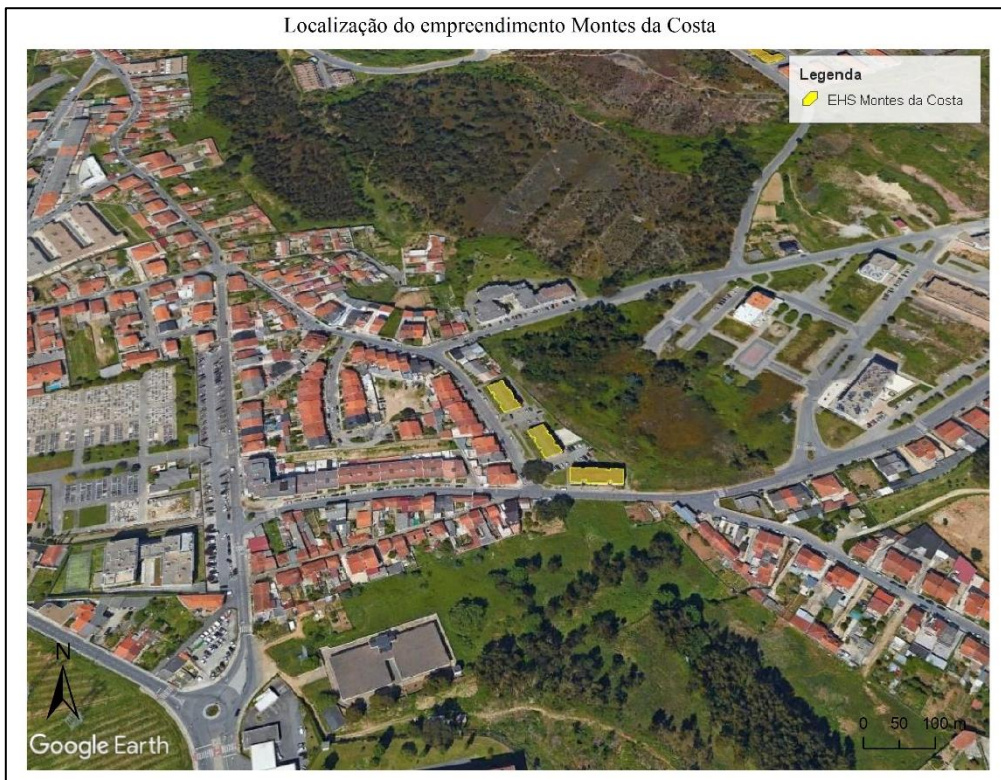 Localização do empreendimento Montes da Costa
Legenda
EHS Montes da Costa
N
Google Earth
0 50 100 m